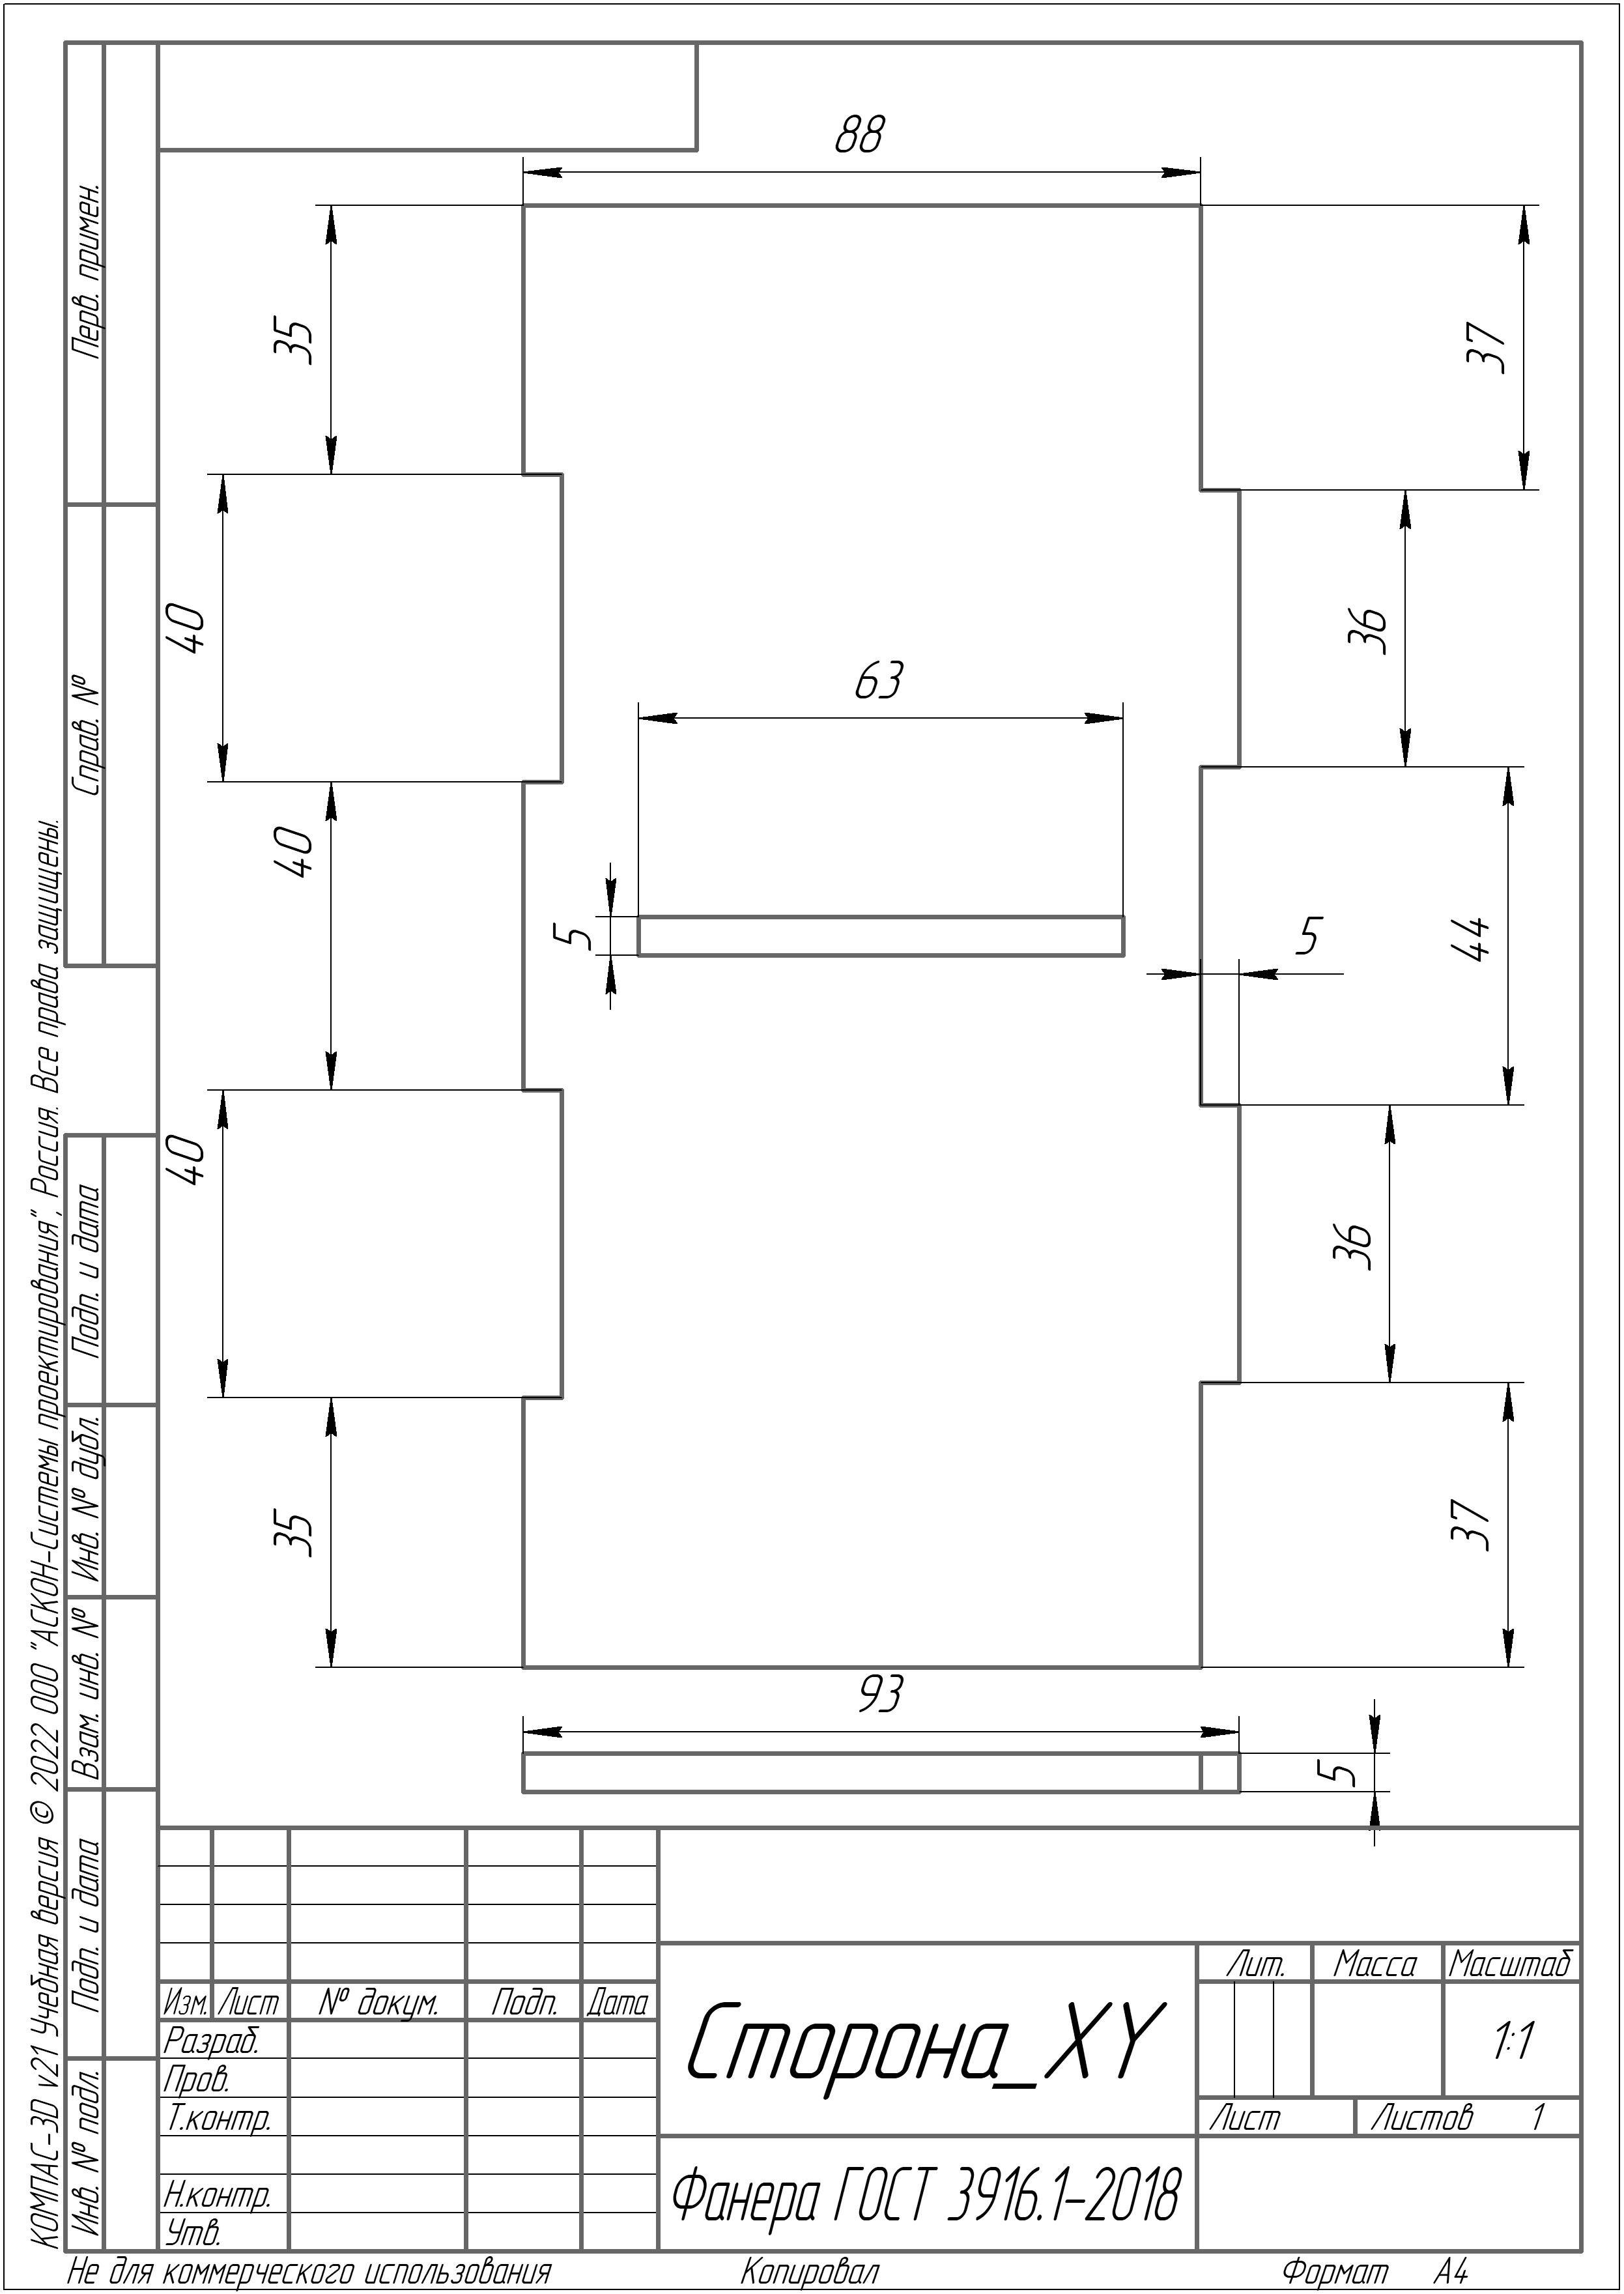 88
35
37
40
36
63
40
5
5
44
40
36
35
37
93
5
Перв. примен.
Справ. №
Подп. и дата
Инв. № дубл.
Взам. инв. №
Подп. и дата
Инв. № подл.
КОМПАС-3D v21 Учебная версия © 2022 ООО "АСКОН-Системы проектирования", Россия. Все права защищены.
Изм. Лист № докум. Подп. Дата
Разраб.
Пров.
Т.контр.
Н.контр.
Утв.
Сторона_XY
Фанера ГОСТ 3916.1-2018
Лит. Масса Масштаб
1:1
Лист Листов 1
Не для коммерческого использования Копировал Формат А4